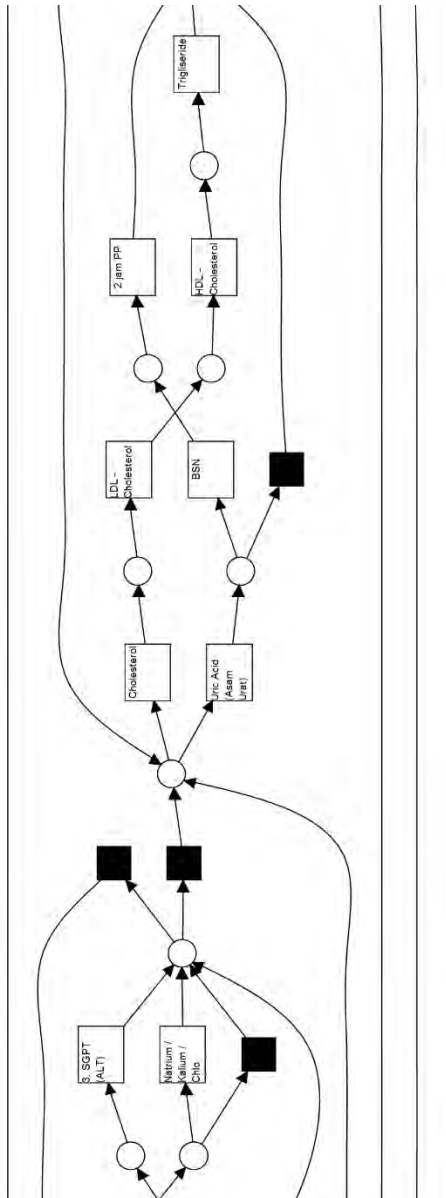 Trigliseride
2 jam PP
HDL -
Cholesterol
LDL -
Cholesterol
BSN
Cholesterol
Uric Acid
(Asam
Urat)
3. SGPT
(ALT)
Natrium /
Kalium /
Chlo